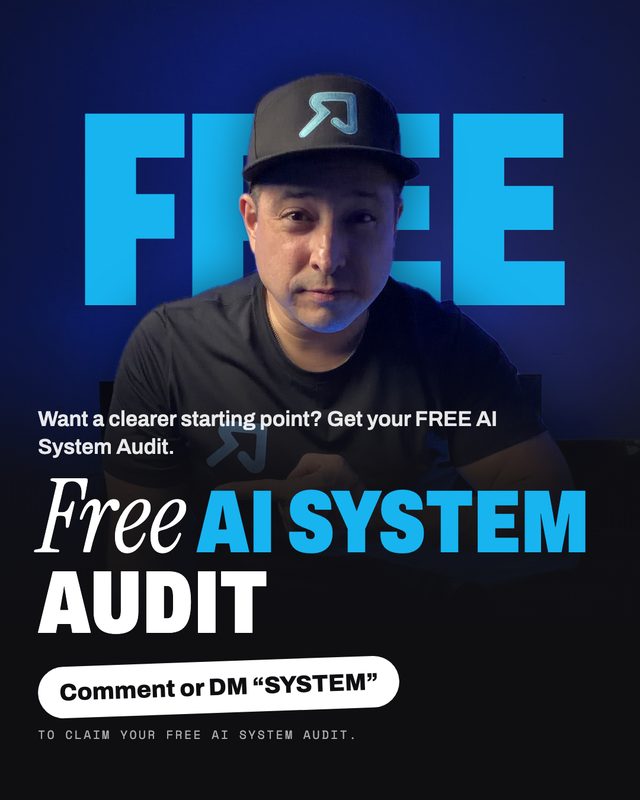 FREE
Want a clearer starting point? Get your FREE AI
System Audit.
Free AI SYSTEM
AUDIT
Comment or DM “SYSTEM”
TO CLAIM YOUR FREE AI SYSTEM AUDIT.